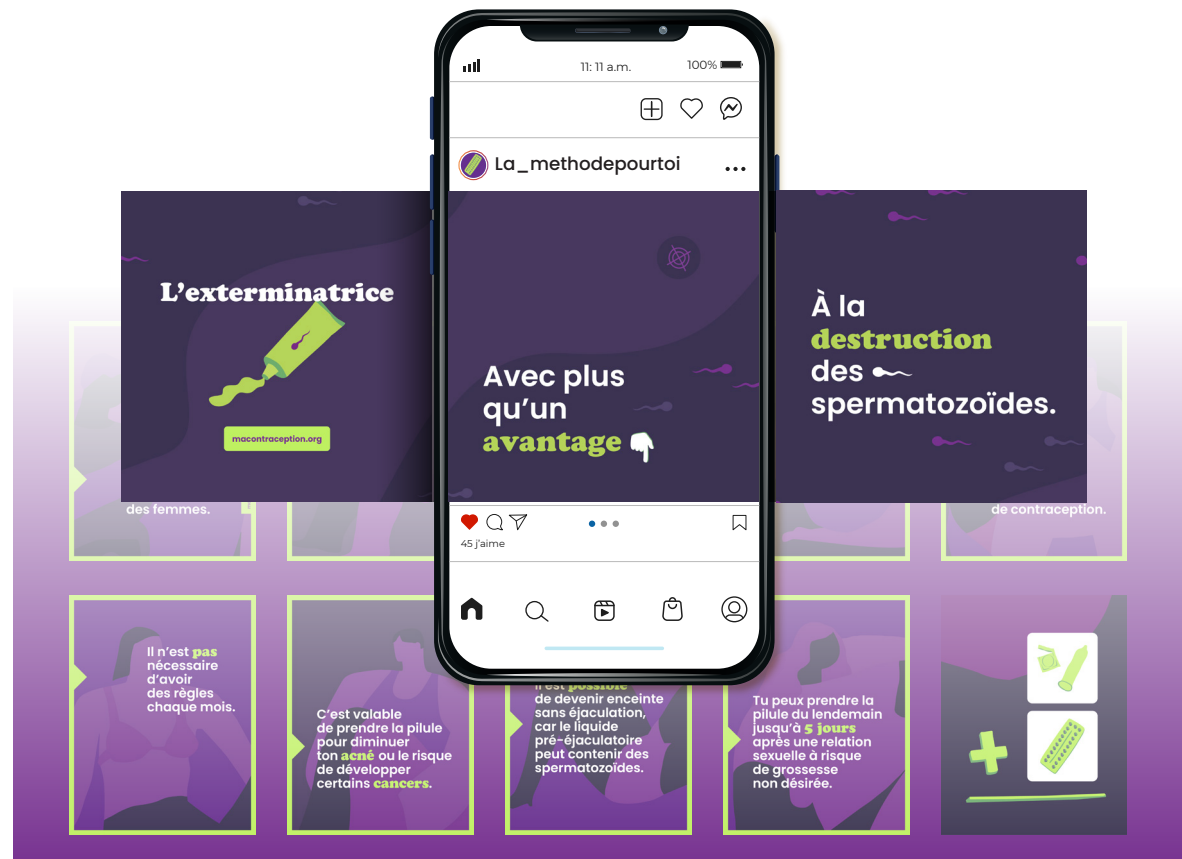 11: 11 a.m.
100%
La_methodepourtoi
L'exterminatrice
macontraception.org
Avec plus
qu'un
avantage
À la
destruction
des
spermatozoïdes.
45 j'aime
des femmes.
de contraception.
Il n'est pas
nécessaire
d'avoir
des règles
chaque mois.
C'est valable
de prendre la pilule
pour diminuer
ton acné ou le risque
de développer
certains cancers.
Il est possible
de devenir enceinte
sans éjaculation,
car le liquide
pré-éjaculatoire
peut contenir des
spermatozoïdes.
Tu peux prendre la
pilule du lendemain
jusqu'à 5 jours
après une relation
sexuelle à risque
de grossesse
non désirée.